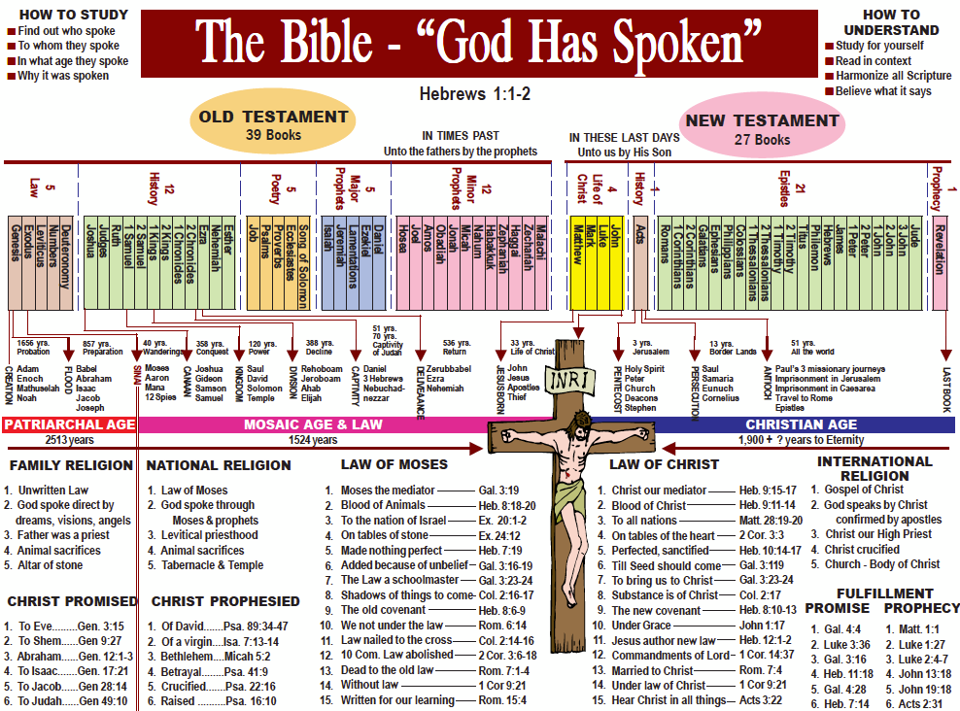 HOW TO STUDY
Find out who spoke
To whom they spoke
In what age they spoke
Why it was spoken
The Bible - “God Has Spoken”
HOW TO
UNDERSTAND
Study for yourself
Read in context
Harmonize all Scripture
Believe what it says
Hebrews 1:1-2
OLD TESTAMENT
39 Books
NEW TESTAMENT
27 Books
IN TIMES PAST
Unto the fathers by the prophets
IN THESE LAST DAYS
Unto us by His Son
5
Law
12
History
5
Poetry
5
Major
Prophets
12
Minor
Prophets
4
Life of
Christ
1
History
21
Epistles
1
Prophecy
Genesis
Exodus
Leviticus
Numbers
Deuteronomy
Joshua
Judges
Ruth
1 Samuel
2 Samuel
1 Kings
2 Kings
1 Chronicles
2 Chronicles
Ezra
Nehemiah
Esther
Job
Psalms
Proverbs
Ecclesiastes
Song of Solomon
Isaiah
Jeremiah
Lamentations
Ezekiel
Daniel
Hosea
Joel
Amos
Obadiah
Jonah
Micah
Nahum
Habakkuk
Zephaniah
Haggai
Zechariah
Malachi
Matthew
Mark
Luke
John
Acts
Romans
1 Corinthians
2 Corinthians
Galatians
Ephesians
Philippians
Colossians
1 Thessalonians
2 Thessalonians
1 Timothy
2 Timothy
Titus
Philemon
Hebrews
James
1 Peter
2 Peter
1 John
2 John
3 John
Jude
Revelation
CREATION
1656 yrs.
Probation
Adam
Enoch
Mathuselah
Noah
FLOOD
857 yrs.
Preparation
Babel
Abraham
Isaac
Jacob
Joseph
SINAI
40 yrs.
Wanderings
Moses
Aaron
Mana
12 Spies
CANAAN
358 yrs.
Conquest
Joshua
Gideon
Samson
Samuel
KINGDOM
120 yrs.
Power
Saul
David
Solomon
Temple
DIVISION
388 yrs.
Decline
Rehoboam
Jeroboam
Ahab
Elijah
CAPTIVITY
51 yrs.
70 yrs.
Captivity
of Judah
Daniel
3 Hebrews
Nebuchad-
nezzar
DELIVERANCE
536 yrs.
Return
Zerubbabel
Ezra
Nehemiah
JESUS BORN
33 yrs.
Life of Christ
John
Jesus
Apostles
Thief
INRI
PENTECOST
3 yrs.
Jerusalem
Holy Spirit
Peter
Church
Deacons
Stephen
PERSECUTION
13 yrs.
Border Lands
Saul
Samaria
Eunuch
Cornelius
ANTIOCH
51 yrs.
All the world
Paul's 3 missionary journeys
Imprisonment in Jerusalem
Imprisonment in Caesarea
Travel to Rome
Epistles
LAST BOOK
PATRIARCHAL AGE
2513 years
MOSAIC AGE & LAW
1524 years
CHRISTIAN AGE
1,900 + ? years to Eternity
FAMILY RELIGION
1. Unwritten Law
2. God spoke direct by
dreams, visions, angels
3. Father was a priest
4. Animal sacrifices
5. Altar of stone
CHRIST PROMISED
1. To Eve.........Gen. 3:15
2. To Shem....Gen 9:27
3. Abraham.....Gen. 12:1-3
4. To Isaac......Gen. 17:21
5. To Jacob....Gen 28:14
6. To Judah....Gen 49:10
NATIONAL RELIGION
1. Law of Moses
2. God spoke through
Moses & prophets
3. Levitical priesthood
4. Animal sacrifices
5. Tabernacle & Temple
CHRIST PROPHESIED
1. Of David......Psa. 89:34-47
2. Of a virgin....Isa. 7:13-14
3. Bethlehem....Micah 5:2
4. Betrayal.......Psa. 41:9
5. Crucified......Psa. 22:16
6. Raised .........Psa. 16:10
LAW OF MOSES
1. Moses the mediator Gal. 3:19
2. Blood of Animals Heb. 8:18-20
3. To the nation of Israel Ex. 20:1-2
4. On tables of stone Ex. 24:12
5. Made nothing perfect Heb. 7:19
6. Added because of unbelief Gal. 3:16-19
7. The Law a schoolmaster Gal. 3:23-24
8. Shadows of things to come Col. 2:16-17
9. The old covenant Heb. 8:6-9
10. We not under the law Rom. 6:14
11. Law nailed to the cross Col. 2:14-16
12. 10 Com. Law abolished 2 Cor. 3:6-18
13. Dead to the old law Rom. 7:1-4
14. Without law 1 Cor 9:21
15. Written for our learning Rom. 15:4
LAW OF CHRIST
1. Christ our mediator Heb. 9:15-17
2. Blood of Christ Heb. 9:11-14
3. To all nations Matt. 28:19-20
4. On tables of the heart 2 Cor. 3:3
5. Perfected, sanctified Heb. 10:14-17
6. Till Seed should come Gal. 3:119
7. To bring us to Christ Gal. 3:23-24
8. Substance is of Christ Col. 2:17
9. The new covenant Heb. 8:10-13
10. Under Grace John 1:17
11. Jesus author new law Heb. 12:1-2
12. Commandments of Lord 1 Cor. 14:37
13. Married to Christ Rom. 7:4
14. Under law of Christ 1 Cor 9:21
15. Hear Christ in all things Acts 3:22
INTERNATIONAL
RELIGION
1. Gospel of Christ
2. God speaks by Christ
confirmed by apostles
3. Christ our High Priest
4. Christ crucified
5. Church - Body of Christ
FULFILLMENT
PROMISE
1. Gal. 4:4
2. Luke 3:36
3. Gal. 3:16
4. Heb. 11:18
5. Gal. 4:28
6. Heb. 7:14
PROPHECY
1. Matt. 1:1
2. Luke 1:27
3. Luke 2:4-7
4. John 13:18
5. John 19:18
6. Acts 2:31